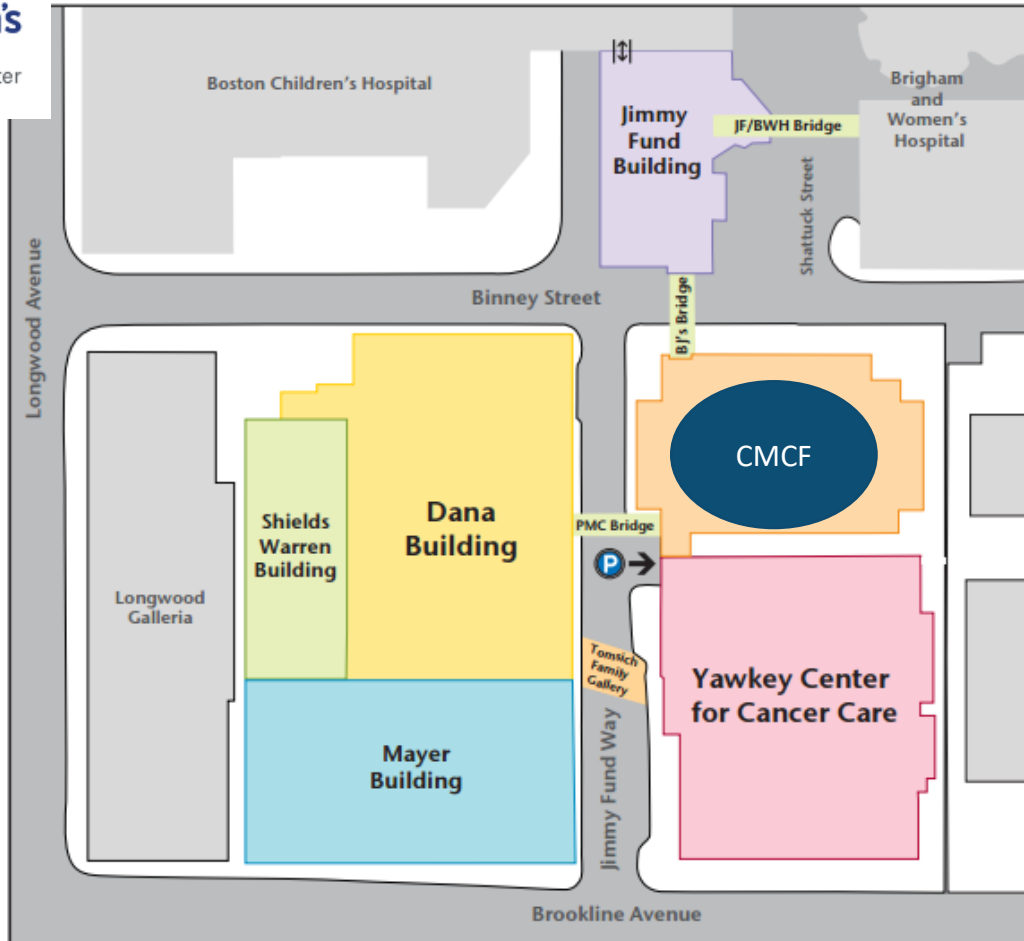 's
ter
Boston Children's Hospital
Jimmy
Fund
Building
JF/BWH Bridge
Brigham
and
Women's
Hospital
Shattuck Street
Longwood Avenue
Binney Street
BJ's Bridge
CMCF
Dana
Building
Shields
Warren
Building
PMC Bridge
P
Longwood
Galleria
Tomsich
Family
Gallery
Yawkey Center
for Cancer Care
Mayer
Building
Jimmy Fund Way
Brookline Avenue